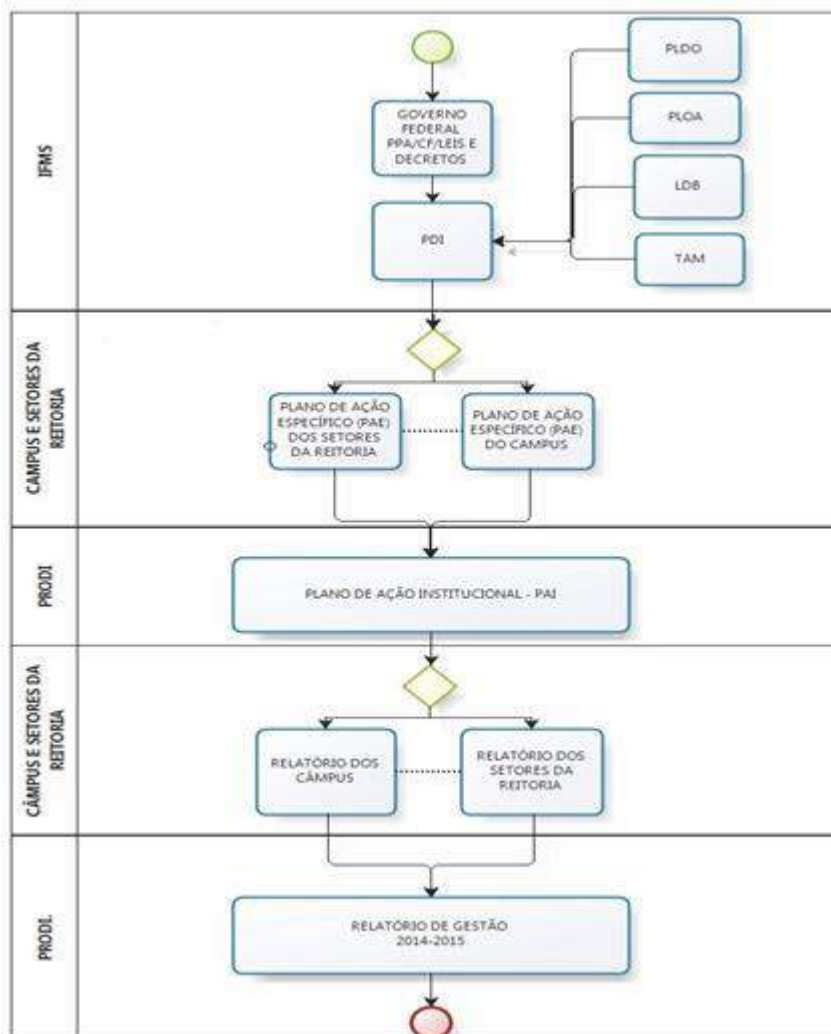 IFMS
GOVERNO
FEDERAL
PPA/CF/LEIS E
DECRETOS
PDI
PLDO
PLOA
LDB
TAM
CAMPUS E SETORES DA
REITORIA
PLANO DE AÇÃO
ESPECÍFICO (PAE)
DOS SETORES
DA REITORIA
PLANO DE AÇÃO
ESPECÍFICO (PAE)
DO CAMPUS
PRODI
PLANO DE AÇÃO INSTITUCIONAL - PAI
CÂMPUS E SETORES DA
REITORIA
RELATÓRIO DOS
CÂMPUS
RELATÓRIO DOS
SETORES DA
REITORIA
PRODI.
RELATÓRIO DE GESTÃO
2014-2015